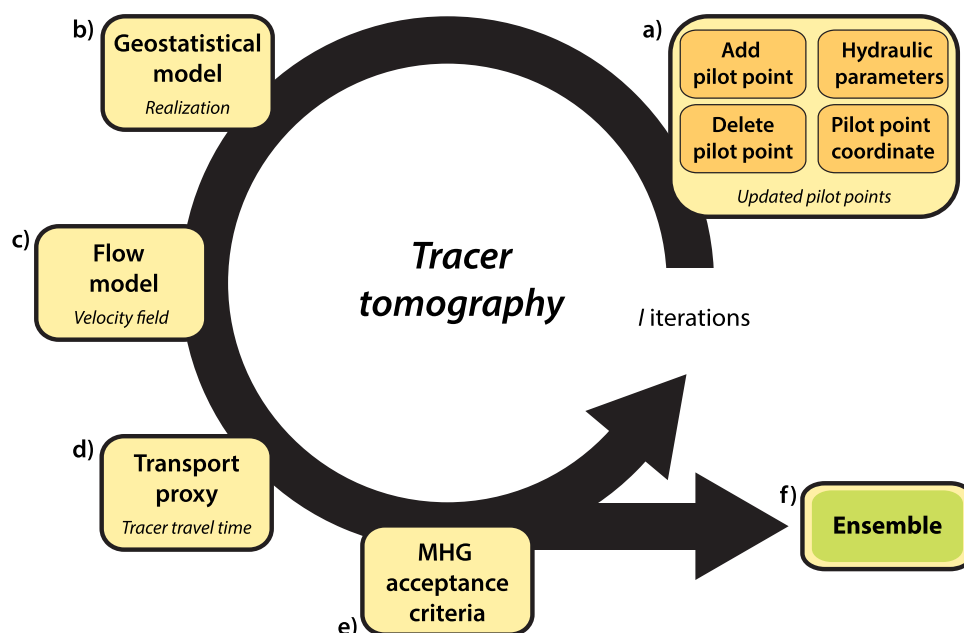 b)
Geostatistical
model
Realization
a)
Add
pilot point
Hydraulic
parameters
Delete
pilot point
Pilot point
coordinate
Updated pilot points
c)
Flow
model
Velocity field
Tracer
tomography
I iterations
d)
Transport
proxy
Tracer travel time
e)
MHG
acceptance
criteria
f)
Ensemble